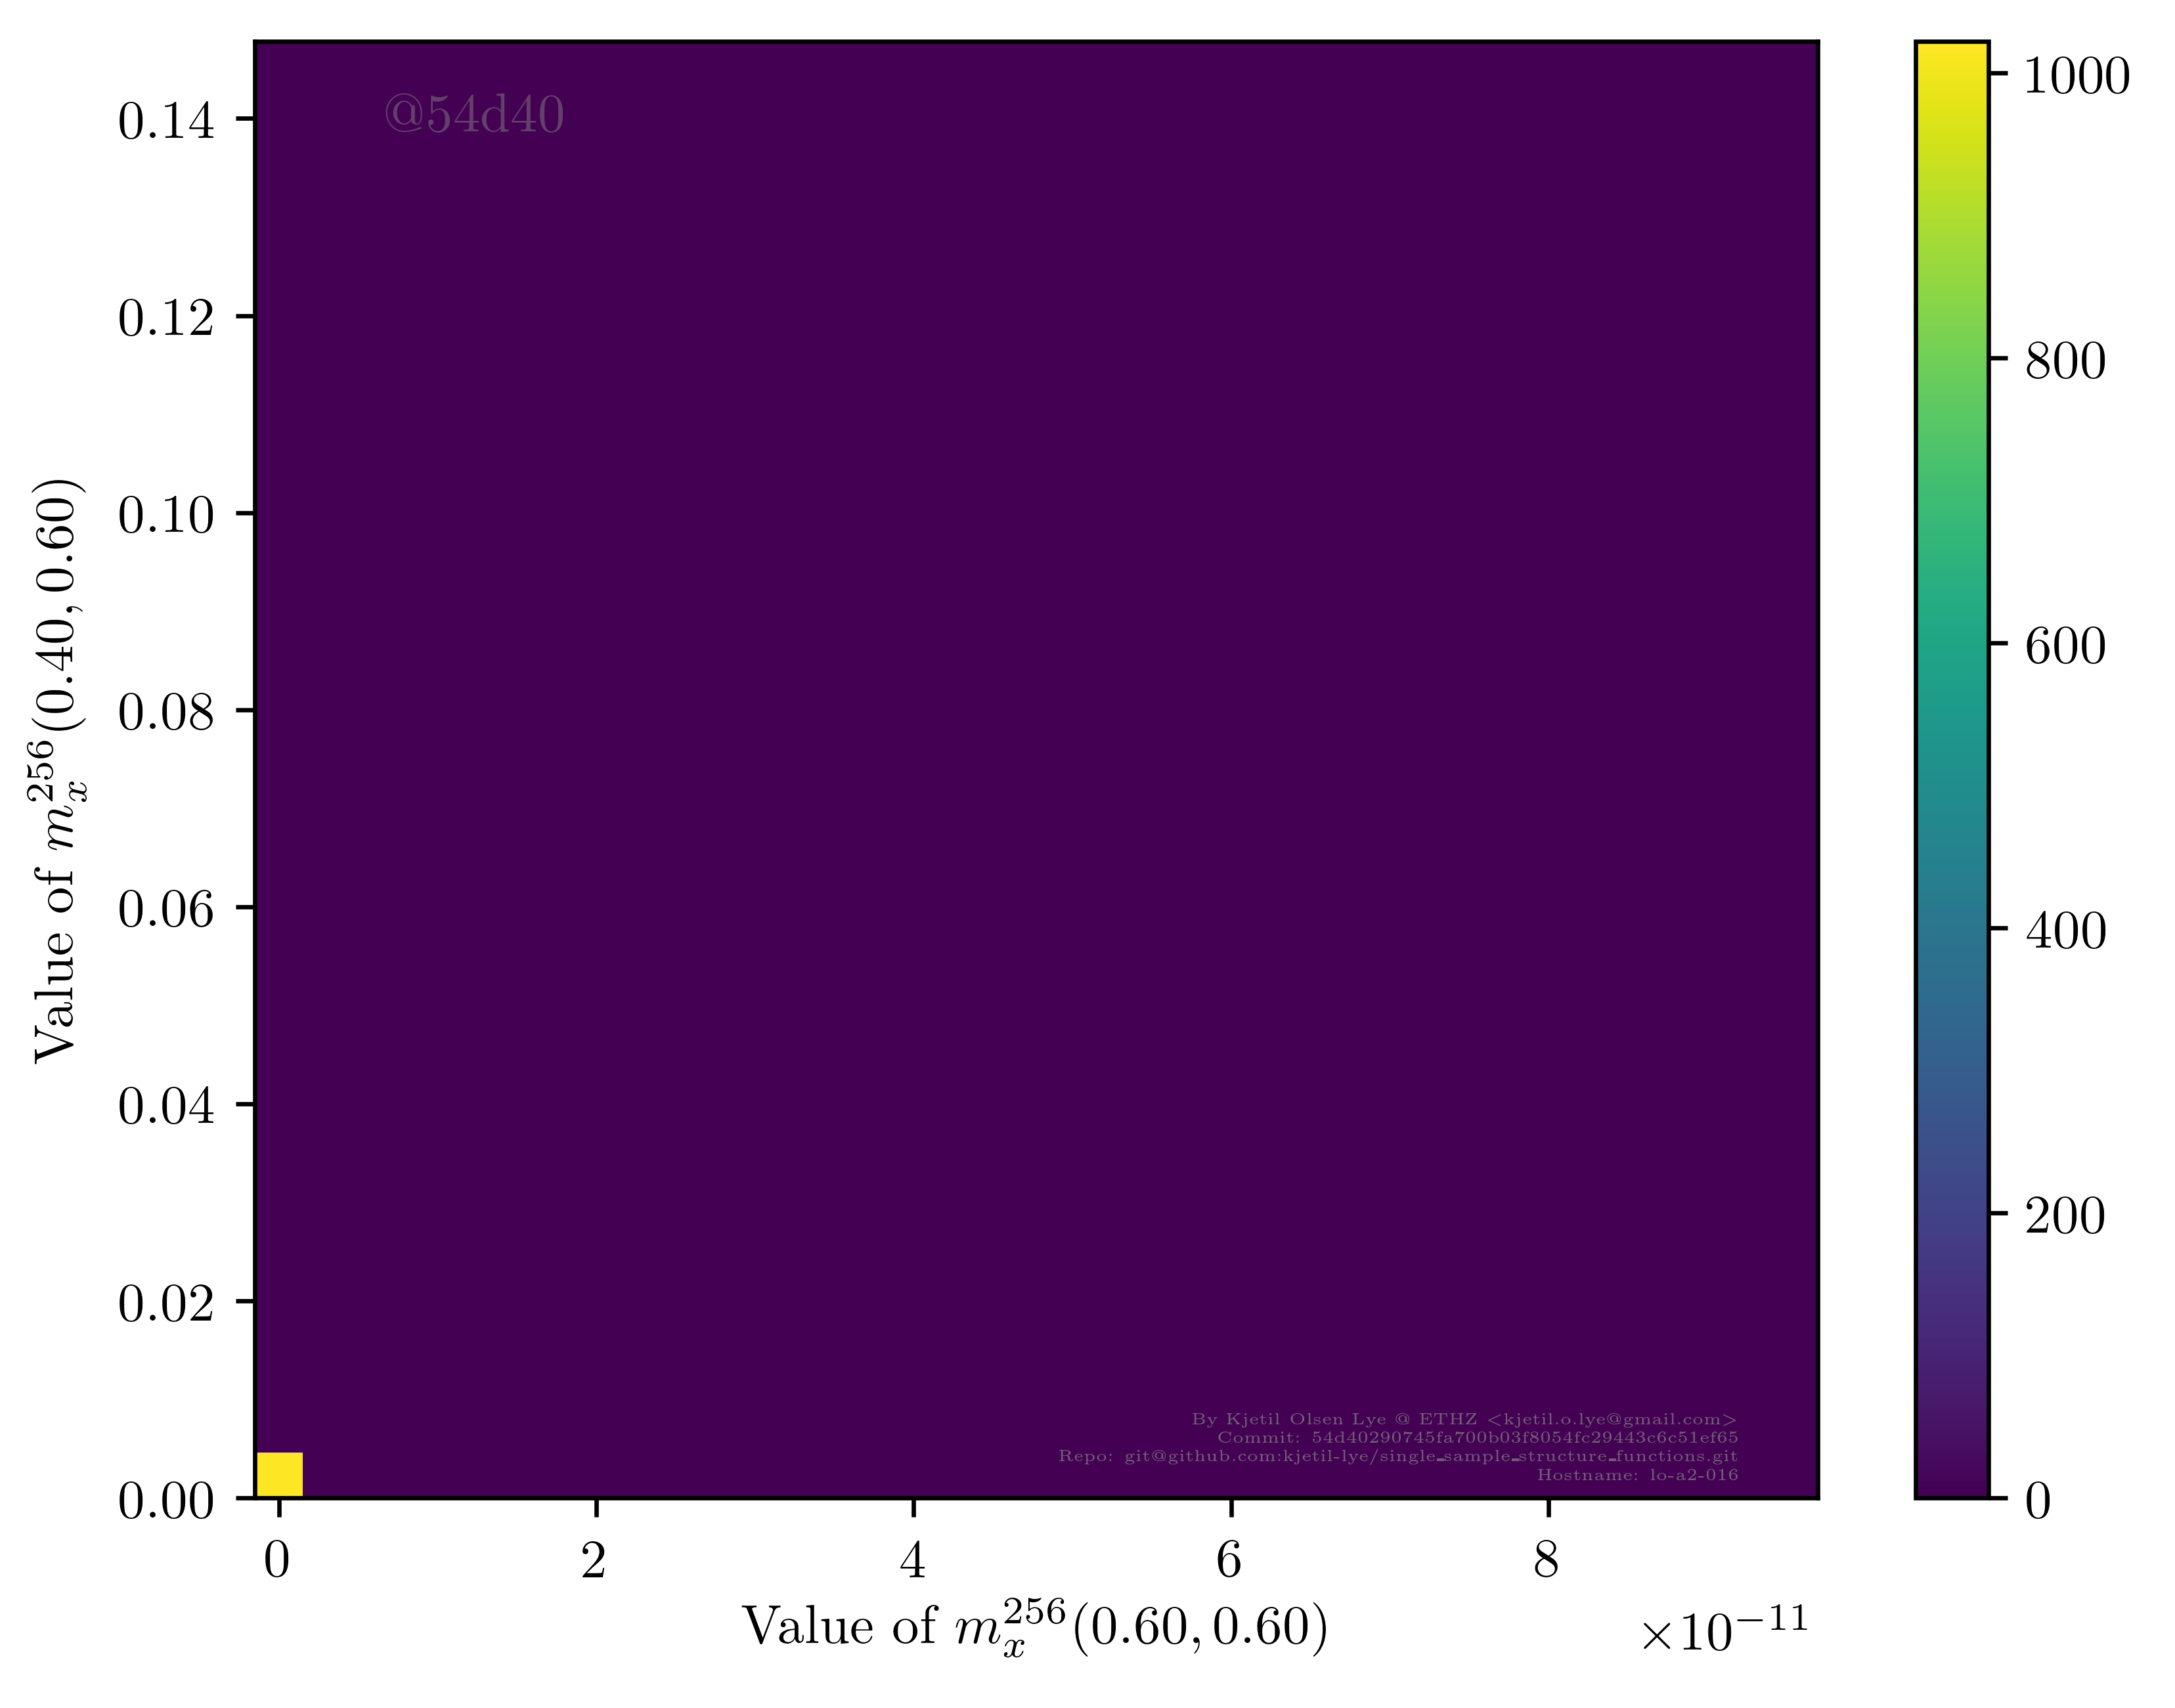 ©54d40
0.14
0.12
0.10
0.08
0.06
0.04
0.02
0.00
Value of m_x^256(0.40, 0.60)
0 2 4 6 8
×10^−11
Value of m_x^256(0.60, 0.60)
1000
800
600
400
200
0
By Kjetil Olsen Lye @ ETHZ <kjetil.o.lye@gmail.com>
Commit: 54d40290745fa700b03f8054fc29443c6c51ef65
Repo: git@github.com:kjetil-lye/single_sample_structure_functions.git
Hostname: lo-a2-016